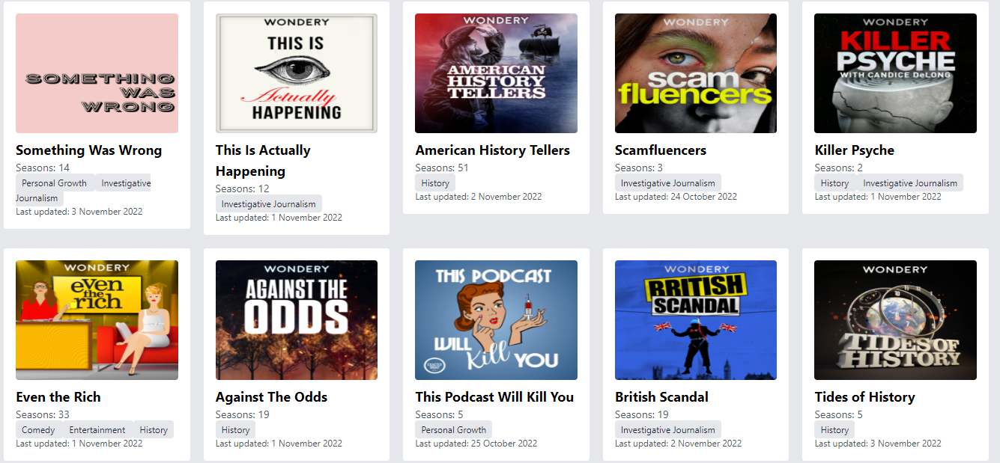 SOMETHING
WAS
WRONG
Something Was Wrong
Seasons: 14
Personal Growth Investigative
Journalism
Last updated: 3 November 2022
WONDERY
THIS IS
Actually
HAPPENING
This Is Actually
Happening
Seasons: 12
Investigative Journalism
Last updated: 1 November 2022
WONDERY
AMERICAN
HISTORY
TELLERS
American History Tellers
Seasons: 51
History
Last updated: 2 November 2022
WONDERY
scam
fluencers
Scamfluencers
Seasons: 3
Investigative Journalism
Last updated: 24 October 2022
WONDERY
KILLER
PSYCHE
WITH CANDICE DeLONG
Killer Psyche
Seasons: 2
History Investigative Journalism
Last updated: 1 November 2022
WONDERY
even
the
rich
Even the Rich
Seasons: 33
Comedy Entertainment History
Last updated: 1 November 2022
WONDERY
AGAINST THE
ODDS
Against The Odds
Seasons: 19
History
Last updated: 1 November 2022
THIS PODCAST
WILL Kill YOU
EXACTLY
RIGHT
This Podcast Will Kill You
Seasons: 5
Personal Growth
Last updated: 25 October 2022
WONDERY
BRITISH
SCANDAL
British Scandal
Seasons: 19
Investigative Journalism
Last updated: 2 November 2022
WONDERY
TIDES OF
HISTORY
Tides of History
Seasons: 5
History
Last updated: 3 November 2022